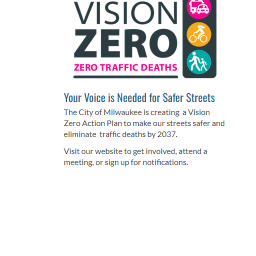 VISION
ZERO
ZERO TRAFFIC DEATHS
Your Voice is Needed for Safer Streets
The City of Milwaukee is creating a Vision
Zero Action Plan to make our streets safer and
eliminate traffic deaths by 2037.
Visit our website to get involved, attend a
meeting, or sign up for notifications.